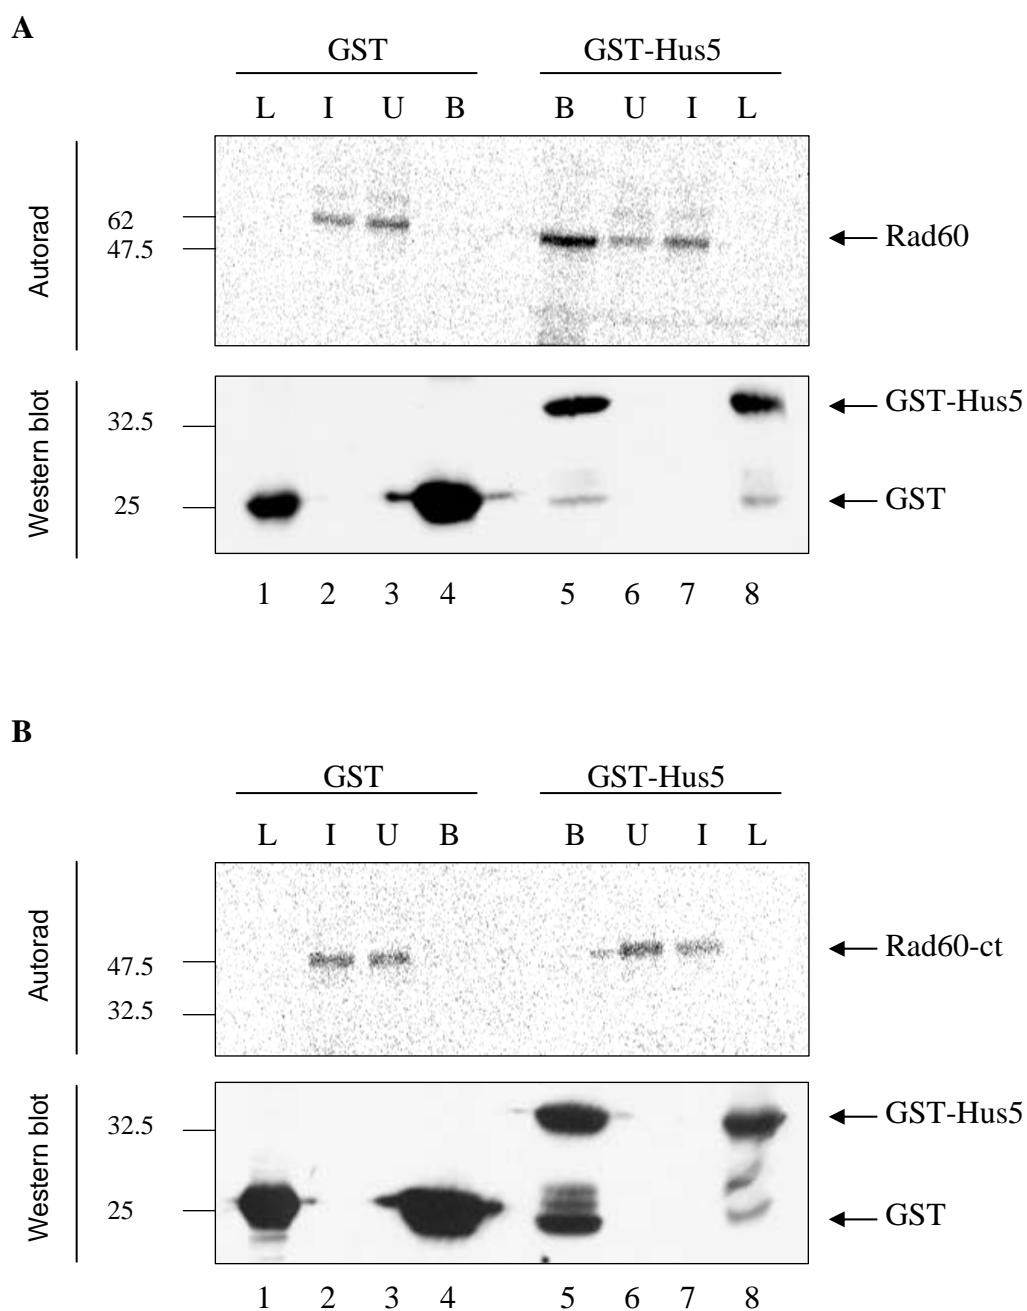 A
GST GST-Hus5
L I U B B U I L
Autorad
62
47.5
Rad60
Western blot
32.5
25
GST-Hus5
GST
1 2 3 4 5 6 7 8
B
GST GST-Hus5
L I U B B U I L
Autorad
47.5
32.5
Rad60-ct
Western blot
32.5
25
GST-Hus5
GST
1 2 3 4 5 6 7 8